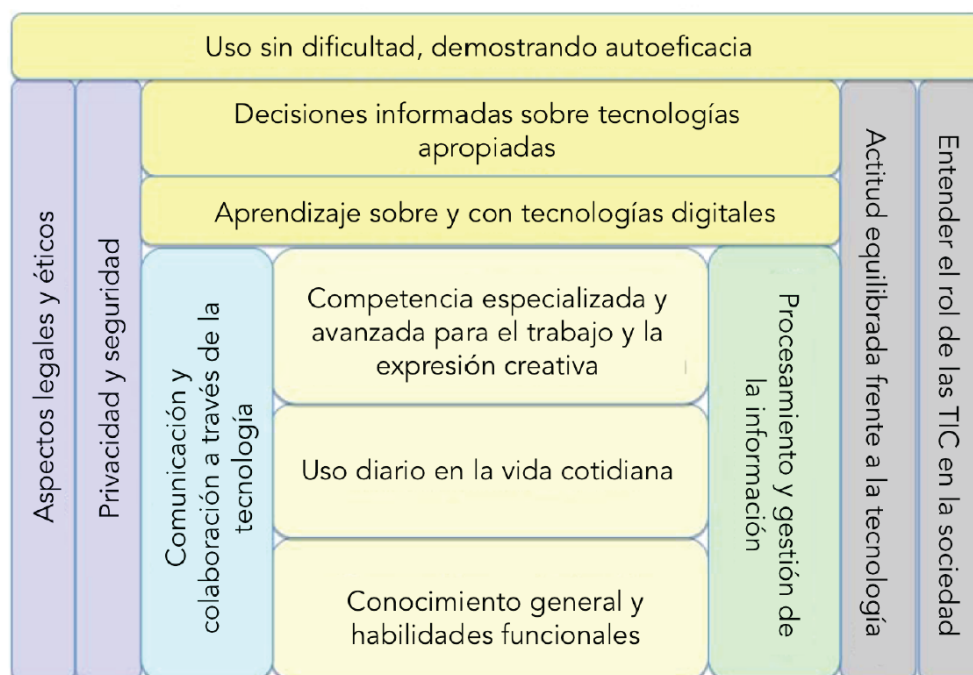 Uso sin dificultad, demostrando autoeficacia
Aspectos legales y éticos
Privacidad y seguridad
Decisiones informadas sobre tecnologías
apropiadas
Aprendizaje sobre y con tecnologías digitales
Comunicación y
colaboración a través de la
tecnología
Competencia especializada y
avanzada para el trabajo y la
expresión creativa
Uso diario en la vida cotidiana
Conocimiento general y
habilidades funcionales
Procesamiento y gestión de
la información
Actitud equilibrada frente a la tecnología
Entender el rol de las TIC en la sociedad